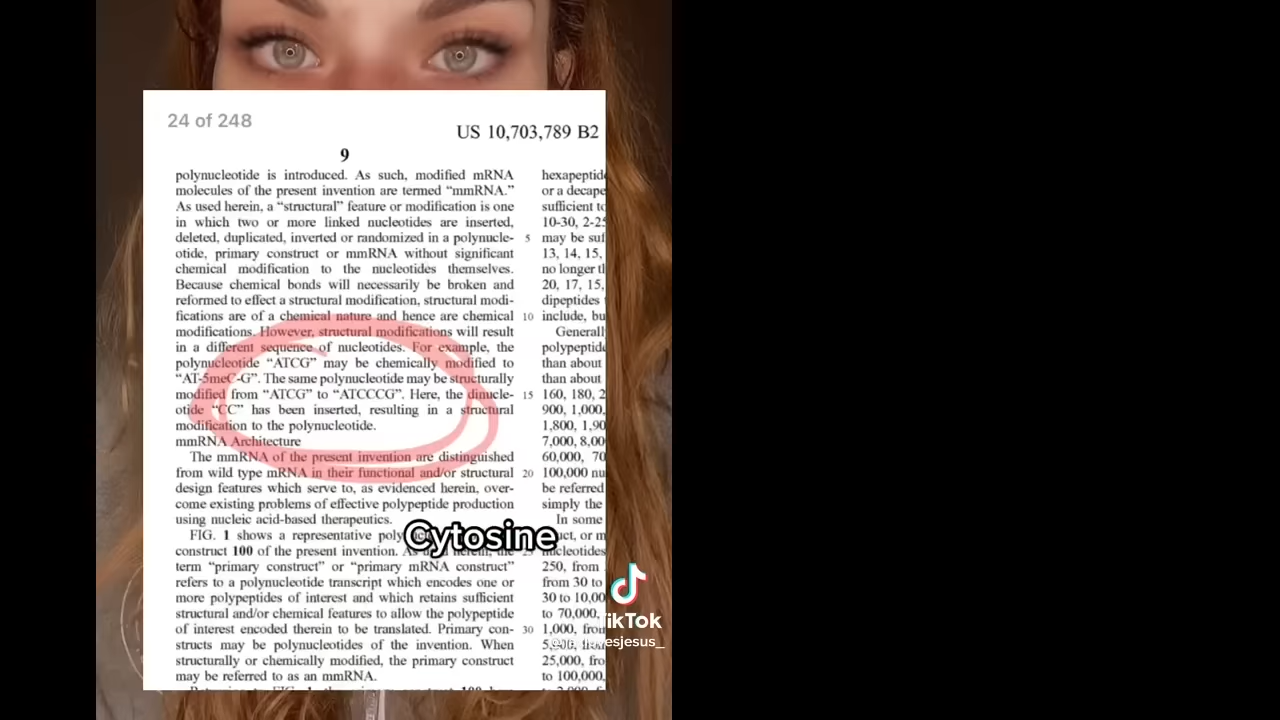 24 of 248
US 10,703,789 B2
9
polynucleotide is introduced. As such, modified mRNA
molecules of the present invention are termed “mmRNA.”
As used herein, a “structural” feature or modification is one
in which two or more linked nucleotides are inserted,
deleted, duplicated, inverted or randomized in a polynucle-
otide, primary construct or mmRNA without significant
chemical modification to the nucleotides themselves.
Because chemical bonds will necessarily be broken and
reformed to effect a structural modification, structural modi-
fications are of a chemical nature and hence are chemical
modifications. However, structural modifications will result
in a different sequence of nucleotides. For example, the
polynucleotide “ATCG” may be chemically modified to
“AT-5meC-G”. The same polynucleotide may be structurally
modified from “ATCG” to “ATCCCG”. Here, the dinucle-
otide “CC” has been inserted, resulting in a structural
modification to the polynucleotide.
mmRNA Architecture
The mmRNA of the present invention are distinguished
from wild type mRNA in their functional and/or structural
design features which serve to, as evidenced herein, over-
come existing problems of effective polypeptide production
using nucleic acid-based therapeutics.
FIG. 1 shows a representative
construct 100 of the present invention. As the
term “primary construct” or “primary mRNA construct”
refers to a polynucleotide transcript which encodes one or
more polypeptides of interest and which retains sufficient
structural and/or chemical features to allow the polypeptide
of interest encoded therein to be translated. Primary con-
structs may be polynucleotides of the invention. When
structurally or chemically modified, the primary construct
may be referred to as an mmRNA.
5
10
15
20
30
hexapeptide
or a decape
sufficient to
10-30, 2-25
may be suf
13, 14, 15,
no longer th
20, 17, 15,
dipeptides
include, bu
Generally
polypeptide
than about
than about
160, 180, 2
900, 1,000,
1,800, 1,90
7,000, 8,00
60,000, 70
100,000 nu
be referred
simply the
In some
uct, or m
nucleotides
250, from
from 30 to
30 to 10,00
to 70,000,
1,000, from
25,000, fro
to 100,000,
Cytosine
TikTok